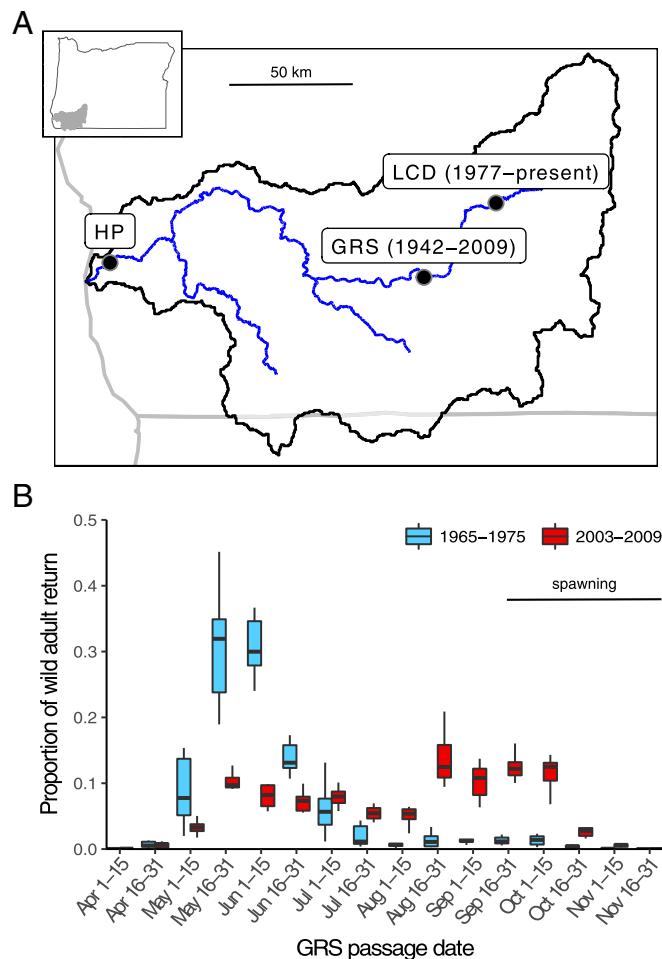 A
50 km
LCD (1977–present)
HP
GRS (1942–2009)
B
Proportion of wild adult return
0.5
0.4
0.3
0.2
0.1
0.0
1965–1975
2003–2009
spawning
Apr 1–15
Apr 16–31
May 1–15
May 16–31
Jun 1–15
Jun 16–31
Jul 1–15
Jul 16–31
Aug 1–15
Aug 16–31
Sep 1–15
Sep 16–31
Oct 1–15
Oct 16–31
Nov 1–15
Nov 16–31
GRS passage date